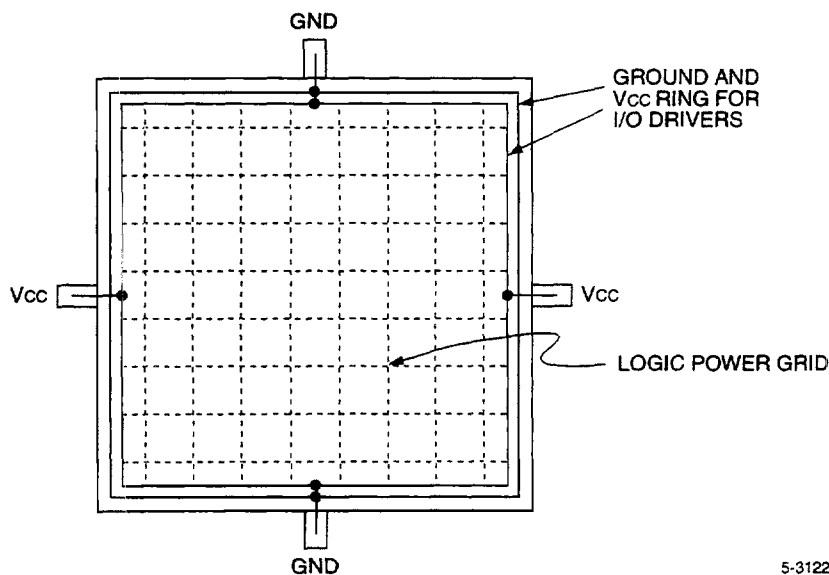 GND
GROUND AND
VCC RING FOR
I/O DRIVERS
VCC
VCC
LOGIC POWER GRID
GND
5-3122